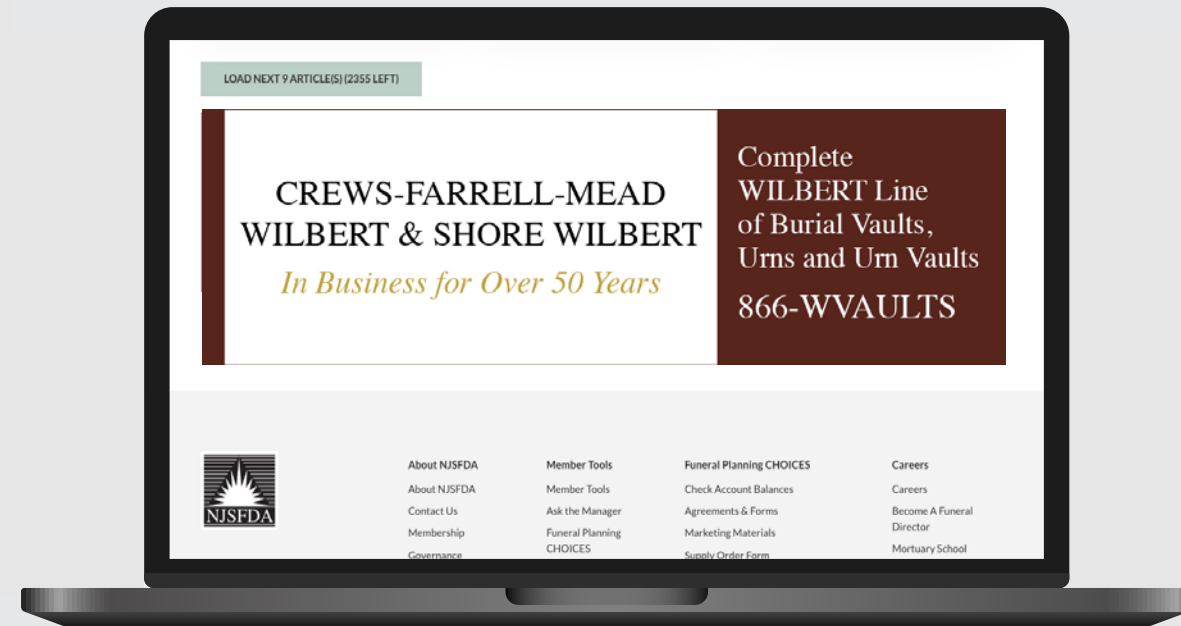 LOAD NEXT 9 ARTICLE(S) (2355 LEFT)
CREWS-FARRELL-MEAD
WILBERT & SHORE WILBERT
In Business for Over 50 Years
Complete
WILBERT Line
of Burial Vaults,
Urns and Urn Vaults
866-WVAULTS
NJSFDA
About NJSFDA
About NJSFDA
Contact Us
Membership
Governance
Member Tools
Member Tools
Ask the Manager
Funeral Planning
CHOICES
Funeral Planning CHOICES
Check Account Balances
Agreements & Forms
Marketing Materials
Supply Order Form
Careers
Careers
Become A Funeral
Director
Mortuary School